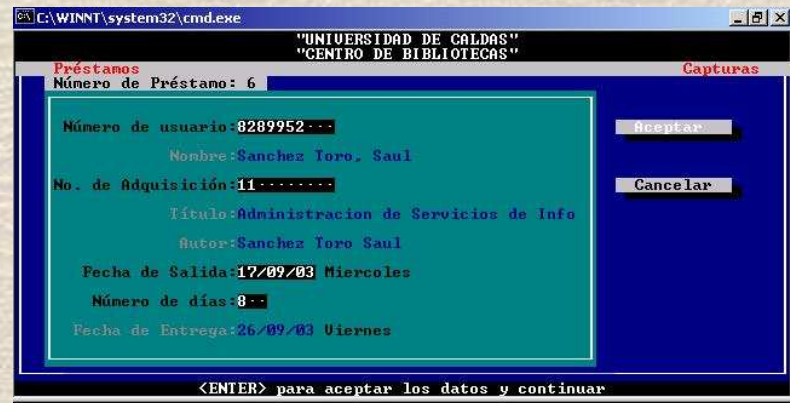 C:\WINNT\system32\cmd.exe
"UNIVERSIDAD DE CALDAS"
"CENTRO DE BIBLIOTECAS"
Préstamos Capturas
Número de Préstamo: 6
Número de usuario:8289952···
Aceptar
Nombre:Sanchez Toro, Saul
No. de Adquisición:11········
Cancelar
Título:Administracion de Servicios de Info
Autor:Sanchez Toro Saul
Fecha de Salida:17/09/03 Miercoles
Número de días:8··
Fecha de Entrega:26/09/03 Viernes
<ENTER> para aceptar los datos y continuar